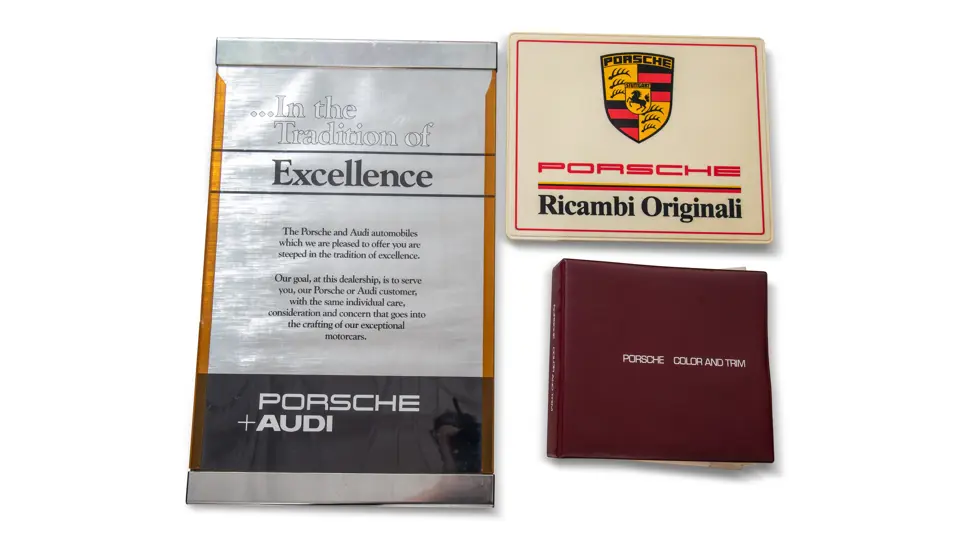 ...In the
Tradition of
Excellence
The Porsche and Audi automobiles
which we are pleased to offer you are
steeped in the tradition of excellence.
Our goal, at this dealership, is to serve
you, our Porsche or Audi customer,
with the same individual care,
consideration and concern that goes into
the crafting of our exceptional
motorcars.
PORSCHE
+AUDI
PORSCHE
STUTTGART
PORSCHE
Ricambi Originali
PORSCHE COLOR AND TRIM